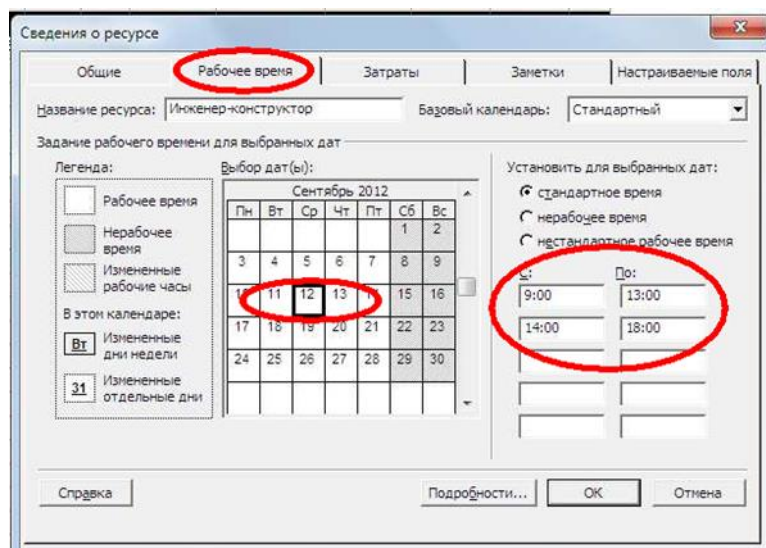 Сведения о ресурсе
Общие Рабочее время Затраты Заметки Настраиваемые поля
Название ресурса: Инженер-конструктор Базовый календарь: Стандартный
Задание рабочего времени для выбранных дат
Легенда:
Рабочее время
Нерабочее
время
Измененные
рабочие часы
В этом календаре:
Вт Измененные
дни недели
31 Измененные
отдельные дни
Выбор дат(ы):
Сентябрь 2012
Пн Вт Ср Чт Пт Сб Вс
1 2
3 4 5 6 7 8 9
10 11 12 13 14 15 16
17 18 19 20 21 22 23
24 25 26 27 28 29 30
Установить для выбранных дат:
стандартное время
нерабочее время
нестандартное рабочее время
С: По:
9:00 13:00
14:00 18:00
Справка Подробности... ОК Отмена